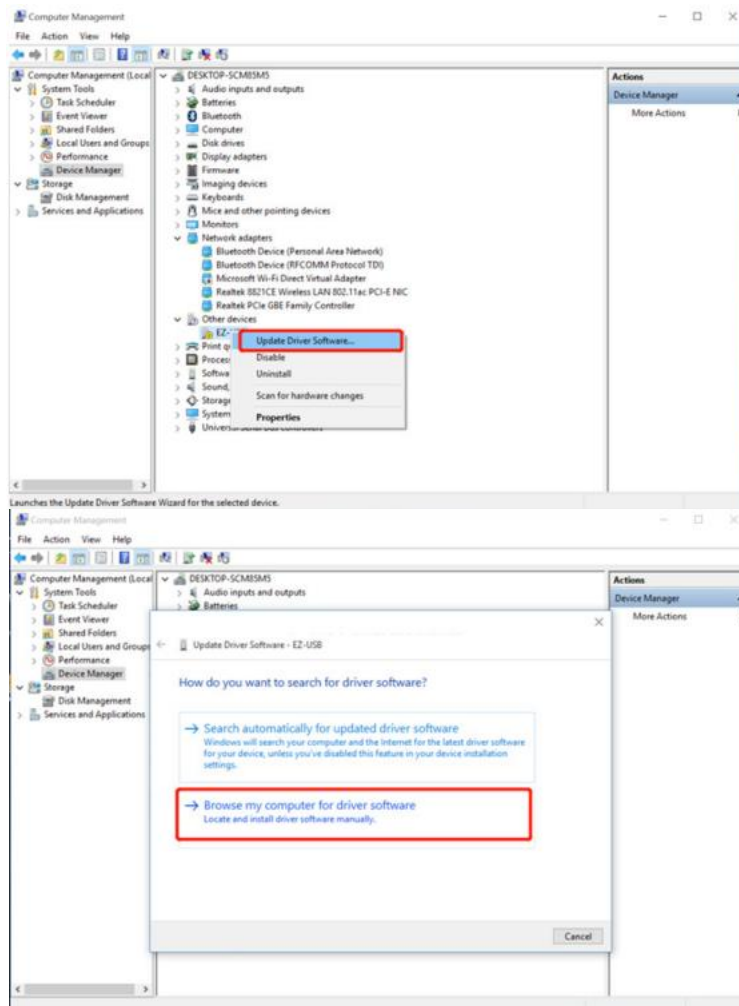 Computer Management
File Action View Help
Computer Management (Local
System Tools
Task Scheduler
Event Viewer
Shared Folders
Local Users and Groups
Performance
Device Manager
Storage
Disk Management
Services and Applications
DESKTOP-SCM85M5
Audio inputs and outputs
Batteries
Bluetooth
Computer
Disk drives
Display adapters
Firmware
Imaging devices
Keyboards
Mice and other pointing devices
Monitors
Network adapters
Bluetooth Device (Personal Area Network)
Bluetooth Device (RFCOMM Protocol TDI)
Microsoft Wi-Fi Direct Virtual Adapter
Realtek 8821CE Wireless LAN 802.11ac PCI-E NIC
Realtek PCIe GBE Family Controller
Other devices
EZ-
Print q
Proces
Softwa
Sound,
Storage
System
Update Driver Software...
Disable
Uninstall
Scan for hardware changes
Properties
Actions
Device Manager
More Actions
Launches the Update Driver Software Wizard for the selected device.
Computer Management
File Action View Help
Computer Management (Local
System Tools
Task Scheduler
Event Viewer
Shared Folders
Local Users and Groups
Performance
Device Manager
Storage
Disk Management
Services and Applications
DESKTOP-SCM85M5
Audio inputs and outputs
Batteries
Update Driver Software - EZ-USB
How do you want to search for driver software?
Search automatically for updated driver software
Windows will search your computer and the Internet for the latest driver software
for your device, unless you've disabled this feature in your device installation
settings.
Browse my computer for driver software
Locate and install driver software manually.
Cancel
Actions
Device Manager
More Actions